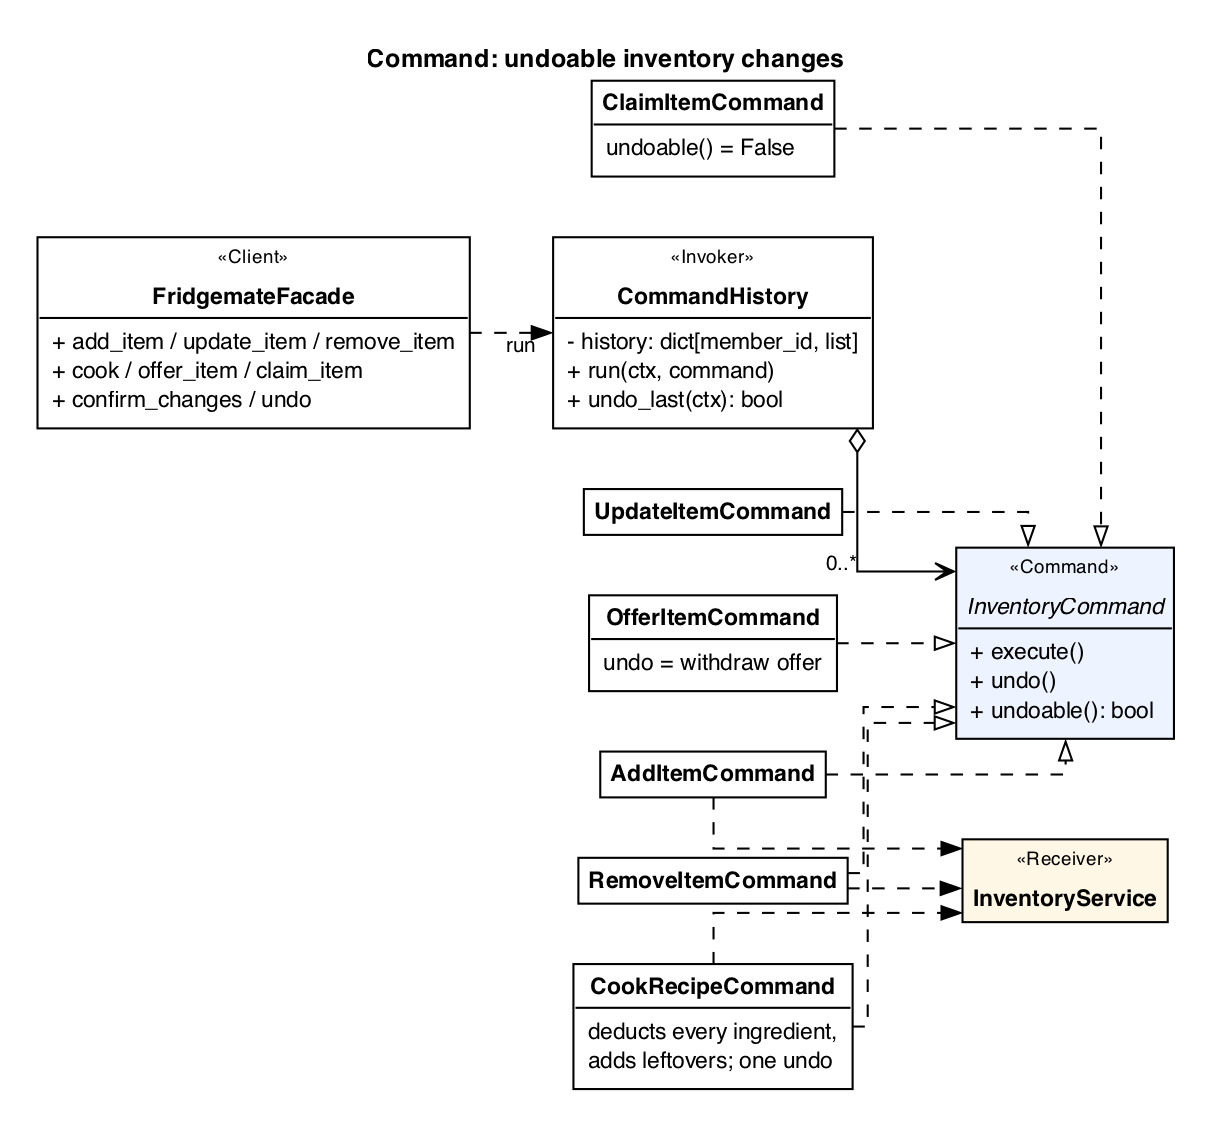 Command: undoable inventory changes
ClaimItemCommand
undoable() = False
«Client»
FridgemateFacade
+ add_item / update_item / remove_item
+ cook / offer_item / claim_item
+ confirm_changes / undo
run
«Invoker»
CommandHistory
- history: dict[member_id, list]
+ run(ctx, command)
+ undo_last(ctx): bool
UpdateItemCommand
0..*
«Command»
InventoryCommand
+ execute()
+ undo()
+ undoable(): bool
OfferItemCommand
undo = withdraw offer
AddItemCommand
RemoveItemCommand
«Receiver»
InventoryService
CookRecipeCommand
deducts every ingredient,
adds leftovers; one undo